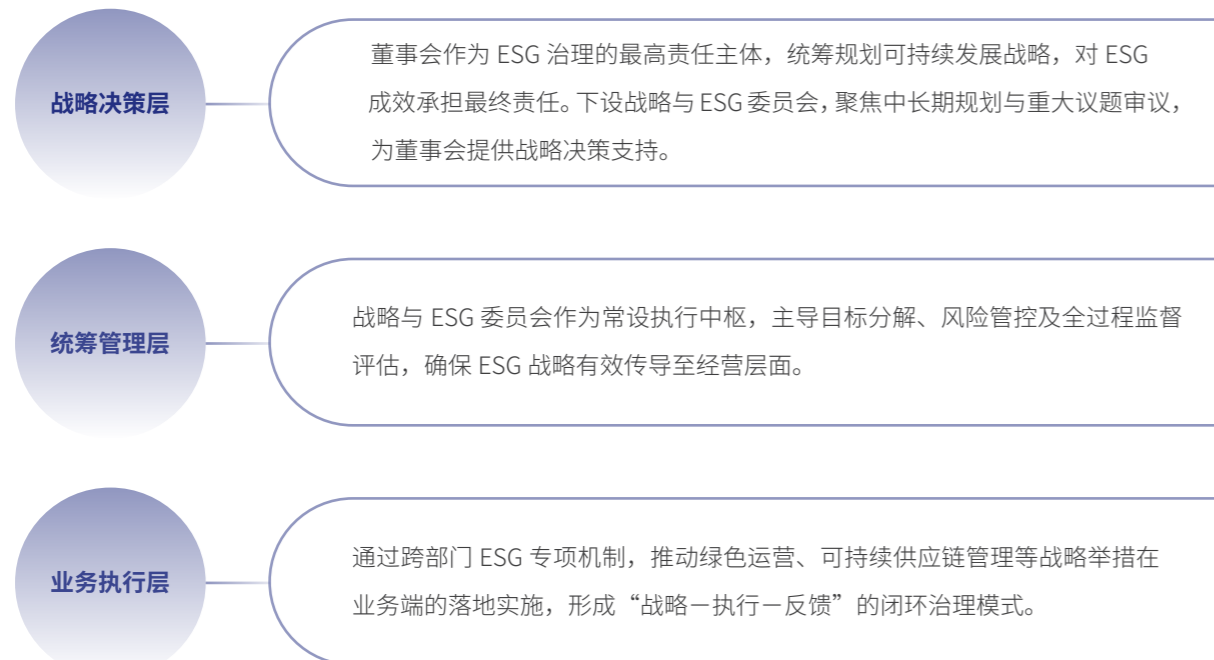 战略决策层
董事会作为 ESG 治理的最高责任主体，统筹规划可持续发展战略，对 ESG
成效承担最终责任。下设战略与 ESG 委员会，聚焦中长期规划与重大议题审议，
为董事会提供战略决策支持。
统筹管理层
战略与 ESG 委员会作为常设执行中枢，主导目标分解、风险管控及全过程监督
评估，确保 ESG 战略有效传导至经营层面。
业务执行层
通过跨部门 ESG 专项机制，推动绿色运营、可持续供应链管理等战略举措在
业务端的落地实施，形成“战略－执行－反馈”的闭环治理模式。